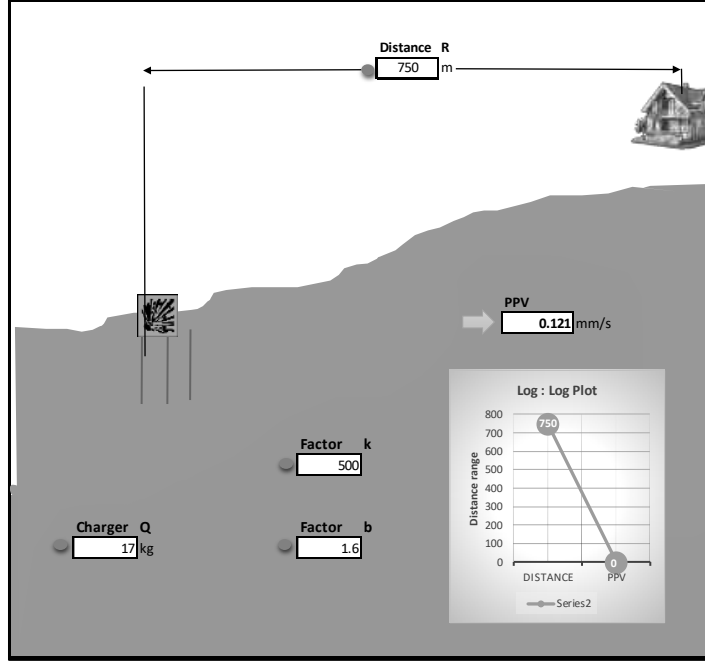 Distance R
750 m
PPV
0.121 mm/s
Log : Log Plot
800
700
600
500
400
300
200
100
0
Distance range
750
0
DISTANCE PPV
Series2
Factor k
500
Charger Q
17 kg
Factor b
1.6